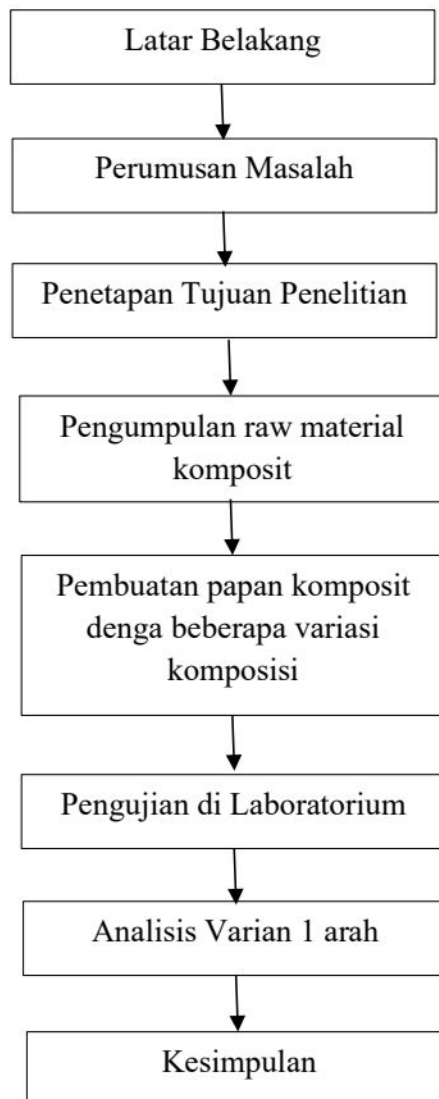 Latar Belakang
Perumusan Masalah
Penetapan Tujuan Penelitian
Pengumpulan raw material
komposit
Pembuatan papan komposit
denga beberapa variasi
komposisi
Pengujian di Laboratorium
Analisis Varian 1 arah
Kesimpulan